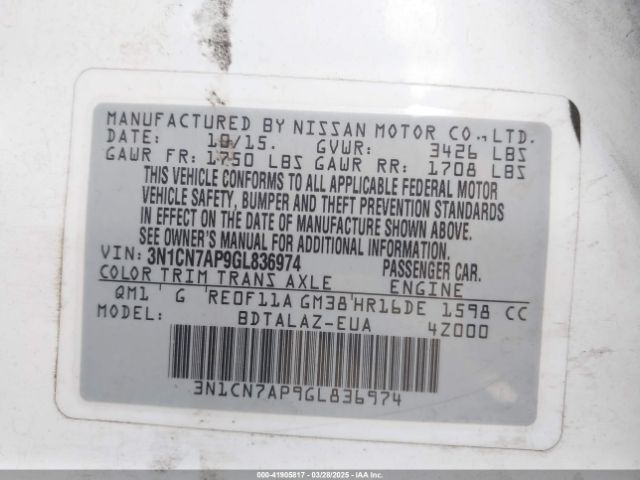 MANUFACTURED BY NISSAN MOTOR CO., LTD.
DATE: 10/15. GVWR: 3426 LBS
GAWR FR: 1750 LBS GAWR RR: 1708 LBS
THIS VEHICLE CONFORMS TO ALL APPLICABLE FEDERAL MOTOR
VEHICLE SAFETY, BUMPER AND THEFT PREVENTION STANDARDS
IN EFFECT ON THE DATE OF MANUFACTURE SHOWN ABOVE.
SEE OWNER'S MANUAL FOR ADDITIONAL INFORMATION.
VIN: 3N1CN7AP9GL836974 PASSENGER CAR.
COLOR TRIM TRANS AXLE ENGINE
QM1 G RE0F11A GM38 HR16DE 1598 CC
MODEL: BDTALAZ-EUA 4Z000
3N1CN7AP9GL836974
000-41905817 | 03/28/2025 | IAAI.COM